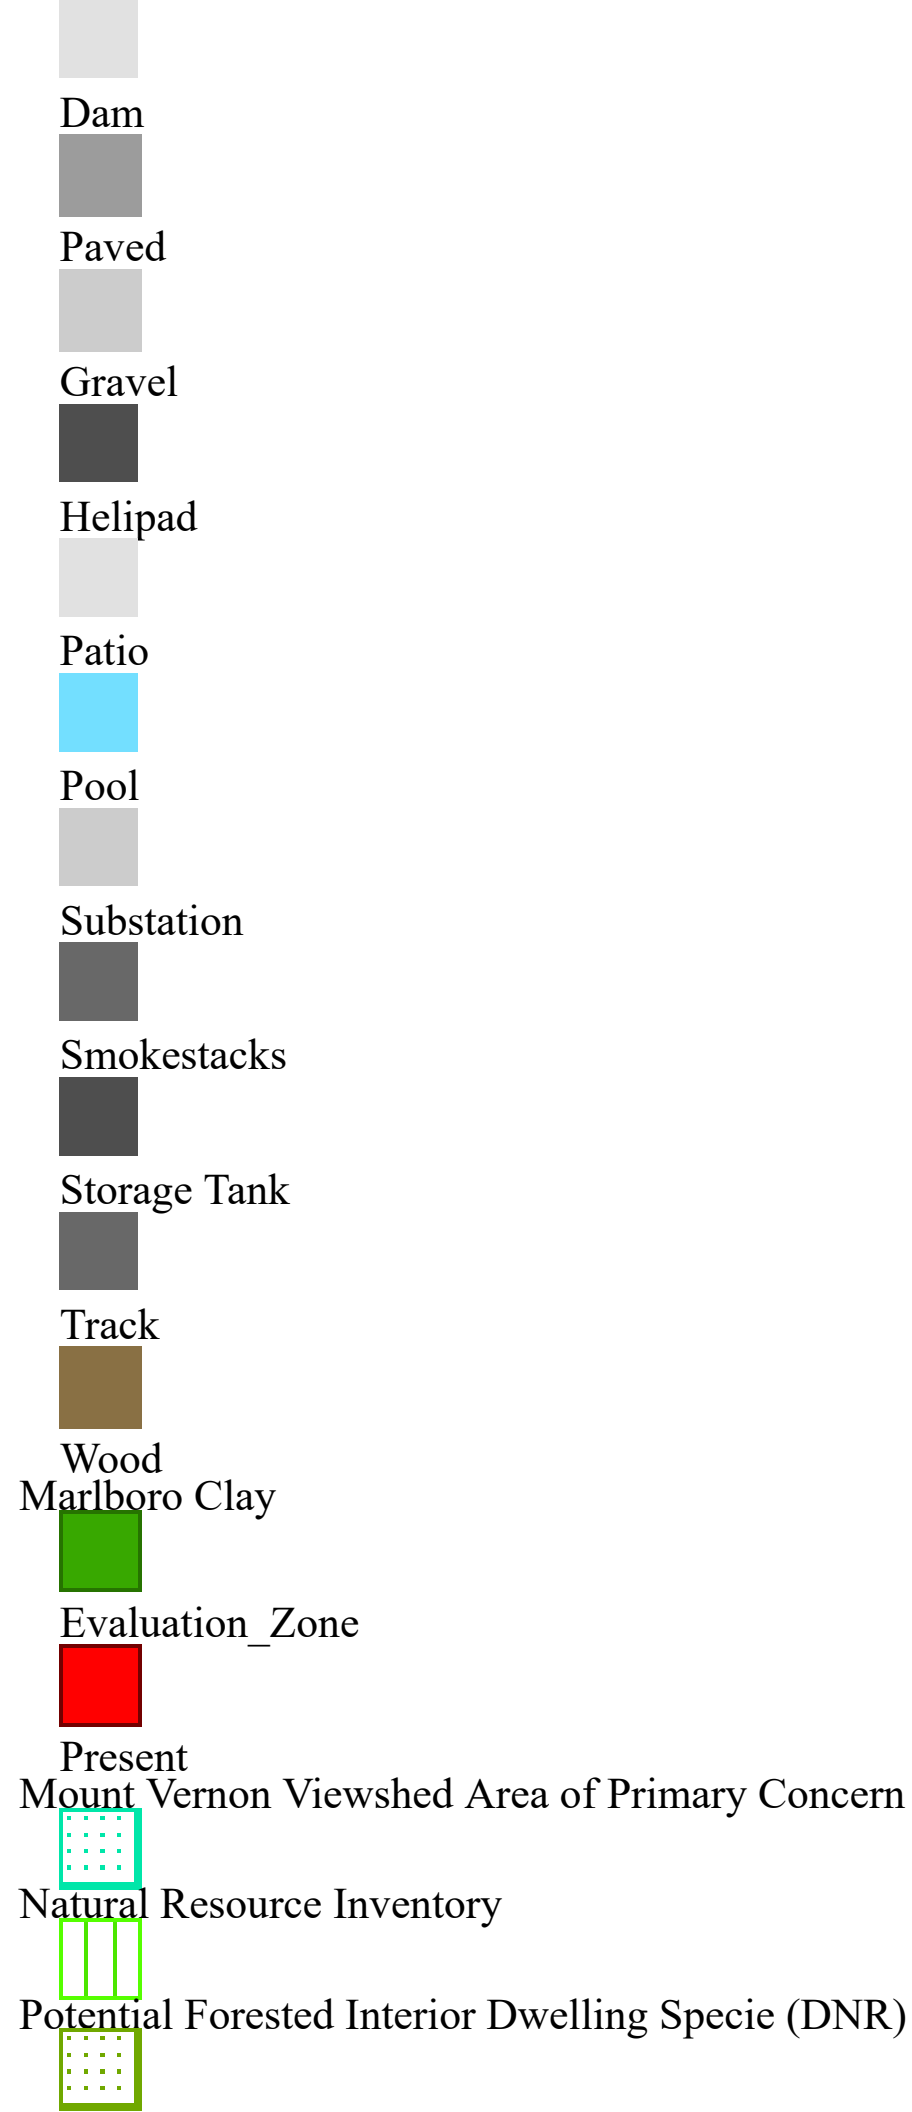 Dam
Paved
Gravel
Helipad
Patio
Pool
Substation
Smokestacks
Storage Tank
Track
Wood
Marlboro Clay
Evaluation_Zone
Present
Mount Vernon Viewshed Area of Primary Concern
Natural Resource Inventory
Potential Forested Interior Dwelling Specie (DNR)